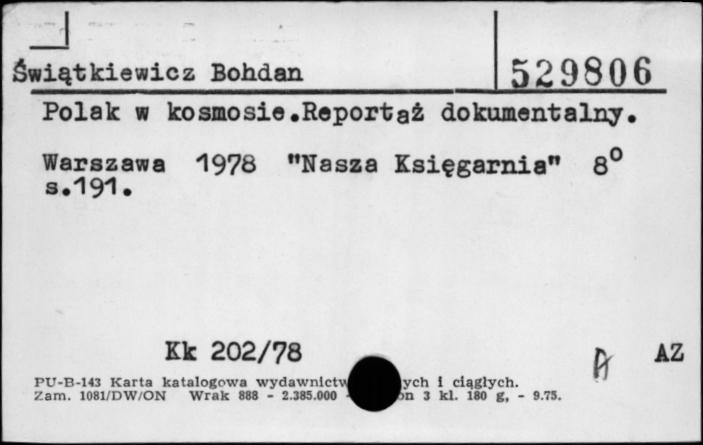 Świątkiewicz Bohdan
529806
Polak w kosmosie.Reportaż dokumentalny.
Warszawa 1978 "Nasza Księgarnia" 8°
s.191.
Kk 202/78
A AZ
PU-B-143 Karta katalogowa wydawnictw ych i ciągłych.
Zam. 1081/DW/ON Wrak 888 - 2.385.000 - on 3 kl. 180 g, - 9.75.